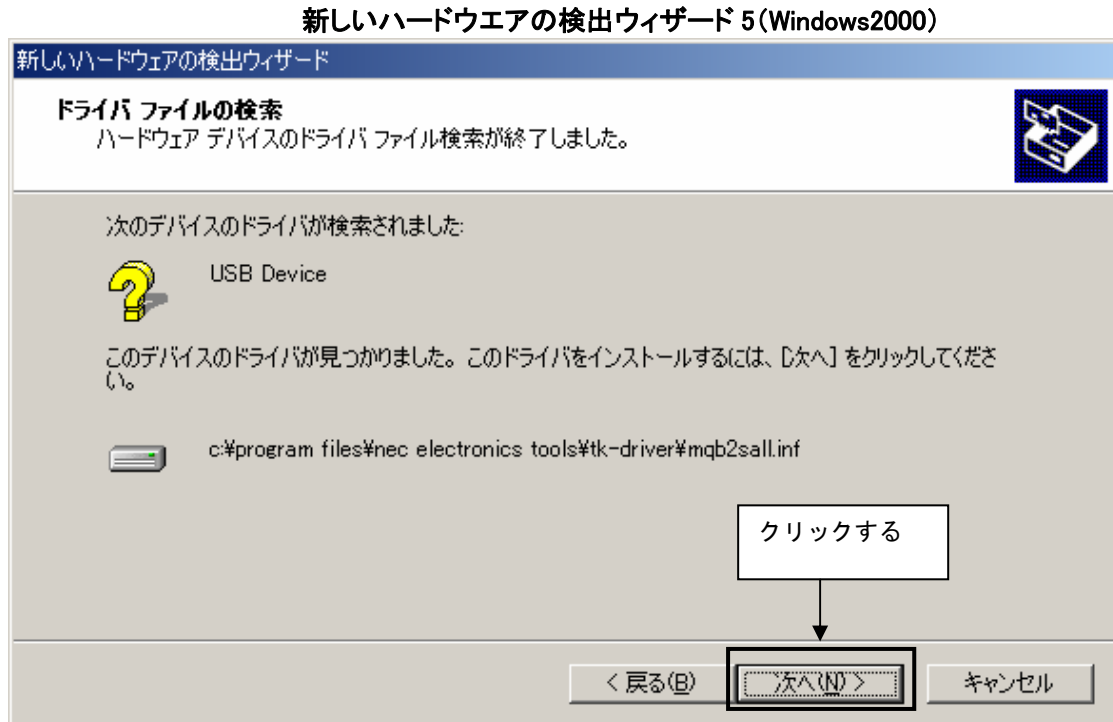 新しいハードウエアの検出ウィザード 5(Windows2000)
新しいハードウェアの検出ウィザード
ドライバ ファイルの検索
ハードウェア デバイスのドライバ ファイル検索が終了しました。
次のデバイスのドライバが検索されました:
USB Device
このデバイスのドライバが見つかりました。このドライバをインストールするには、[次へ] をクリックしてくださ
い。
c:¥program files¥nec electronics tools¥tk-driver¥mqb2sall.inf
クリックする
< 戻る(B)
次へ(N) >
キャンセル